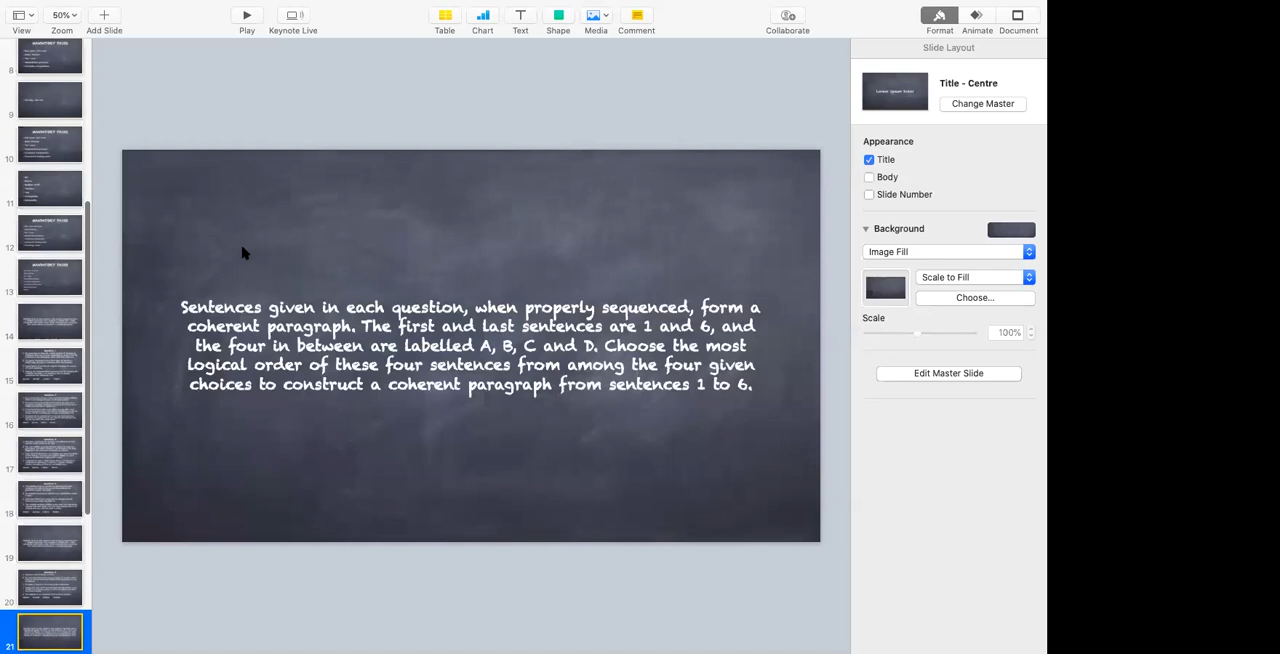 View
50%
Zoom
Add Slide
Play
Keynote Live
Table
Chart
Text
Shape
Media
Comment
Collaborate
Format
Animate
Document
Slide Layout
Title - Centre
Change Master
Appearance
Title
Body
Slide Number
Background
Image Fill
Scale to Fill
Choose...
Scale
100%
Edit Master Slide
8
9
10
11
12
13
14
15
16
17
18
19
20
21
Sentences given in each question, when properly sequenced, form a
coherent paragraph. The first and last sentences are 1 and 6, and
the four in between are labelled A, B, C and D. Choose the most
logical order of these four sentences from among the four given
choices to construct a coherent paragraph from sentences 1 to 6.